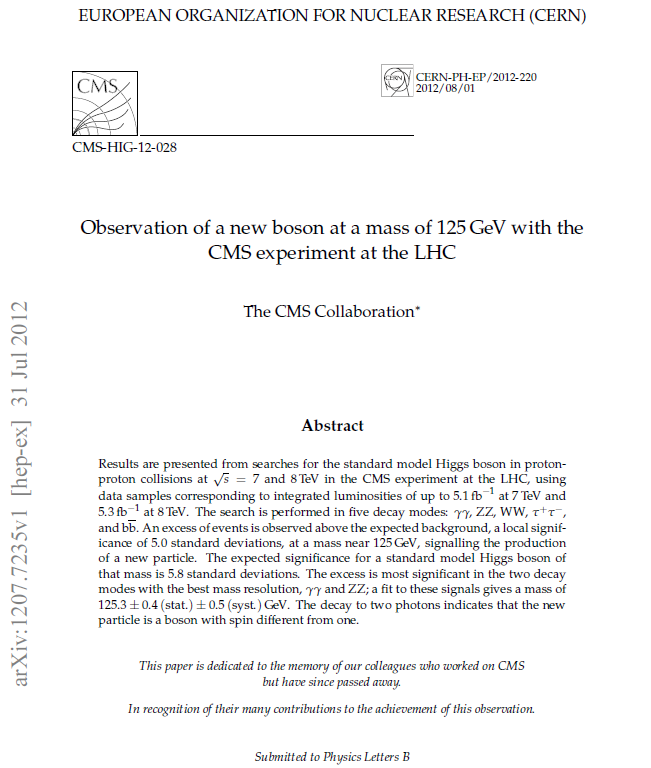 EUROPEAN ORGANIZATION FOR NUCLEAR RESEARCH (CERN)
CMS
CERN
CERN-PH-EP/2012-220
2012/08/01
CMS-HIG-12-028
Observation of a new boson at a mass of 125 GeV with the
CMS experiment at the LHC
The CMS Collaboration*
arXiv:1207.7235v1 [hep-ex] 31 Jul 2012
Abstract
Results are presented from searches for the standard model Higgs boson in proton-
proton collisions at √s = 7 and 8 TeV in the CMS experiment at the LHC, using
data samples corresponding to integrated luminosities of up to 5.1 fb⁻¹ at 7 TeV and
5.3 fb⁻¹ at 8 TeV. The search is performed in five decay modes: γγ, ZZ, WW, τ⁺τ⁻,
and bb̅. An excess of events is observed above the expected background, a local signif-
icance of 5.0 standard deviations, at a mass near 125 GeV, signalling the production
of a new particle. The expected significance for a standard model Higgs boson of
that mass is 5.8 standard deviations. The excess is most significant in the two decay
modes with the best mass resolution, γγ and ZZ; a fit to these signals gives a mass of
125.3 ± 0.4 (stat.) ± 0.5 (syst.) GeV. The decay to two photons indicates that the new
particle is a boson with spin different from one.
This paper is dedicated to the memory of our colleagues who worked on CMS
but have since passed away.
In recognition of their many contributions to the achievement of this observation.
Submitted to Physics Letters B